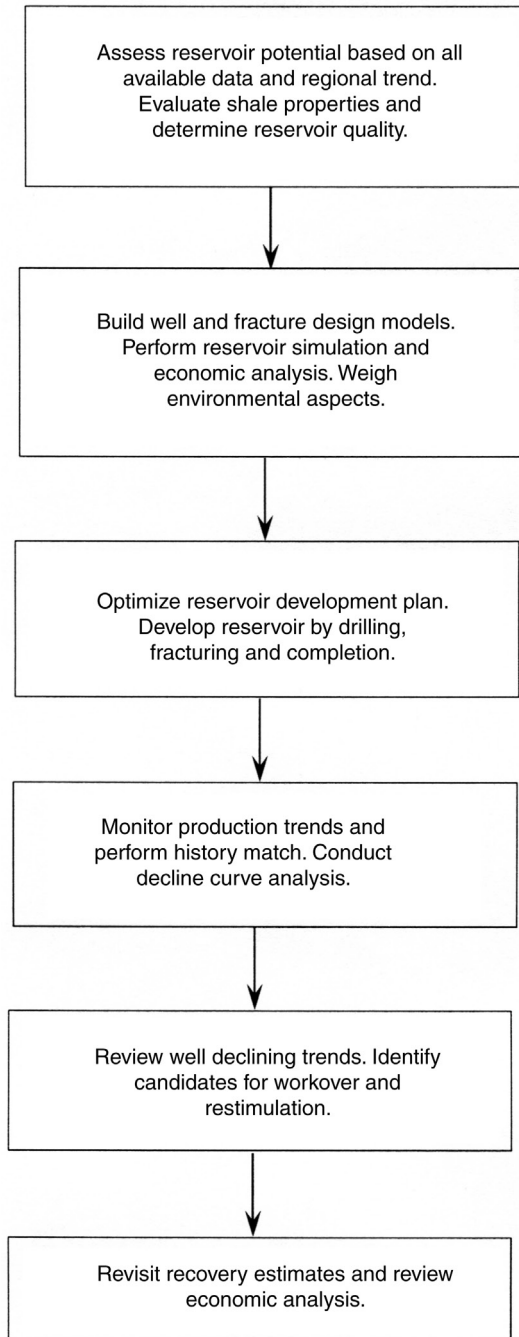 Assess reservoir potential based on all
available data and regional trend.
Evaluate shale properties and
determine reservoir quality.
Build well and fracture design models.
Perform reservoir simulation and
economic analysis. Weigh
environmental aspects.
Optimize reservoir development plan.
Develop reservoir by drilling,
fracturing and completion.
Monitor production trends and
perform history match. Conduct
decline curve analysis.
Review well declining trends. Identify
candidates for workover and
restimulation.
Revisit recovery estimates and review
economic analysis.